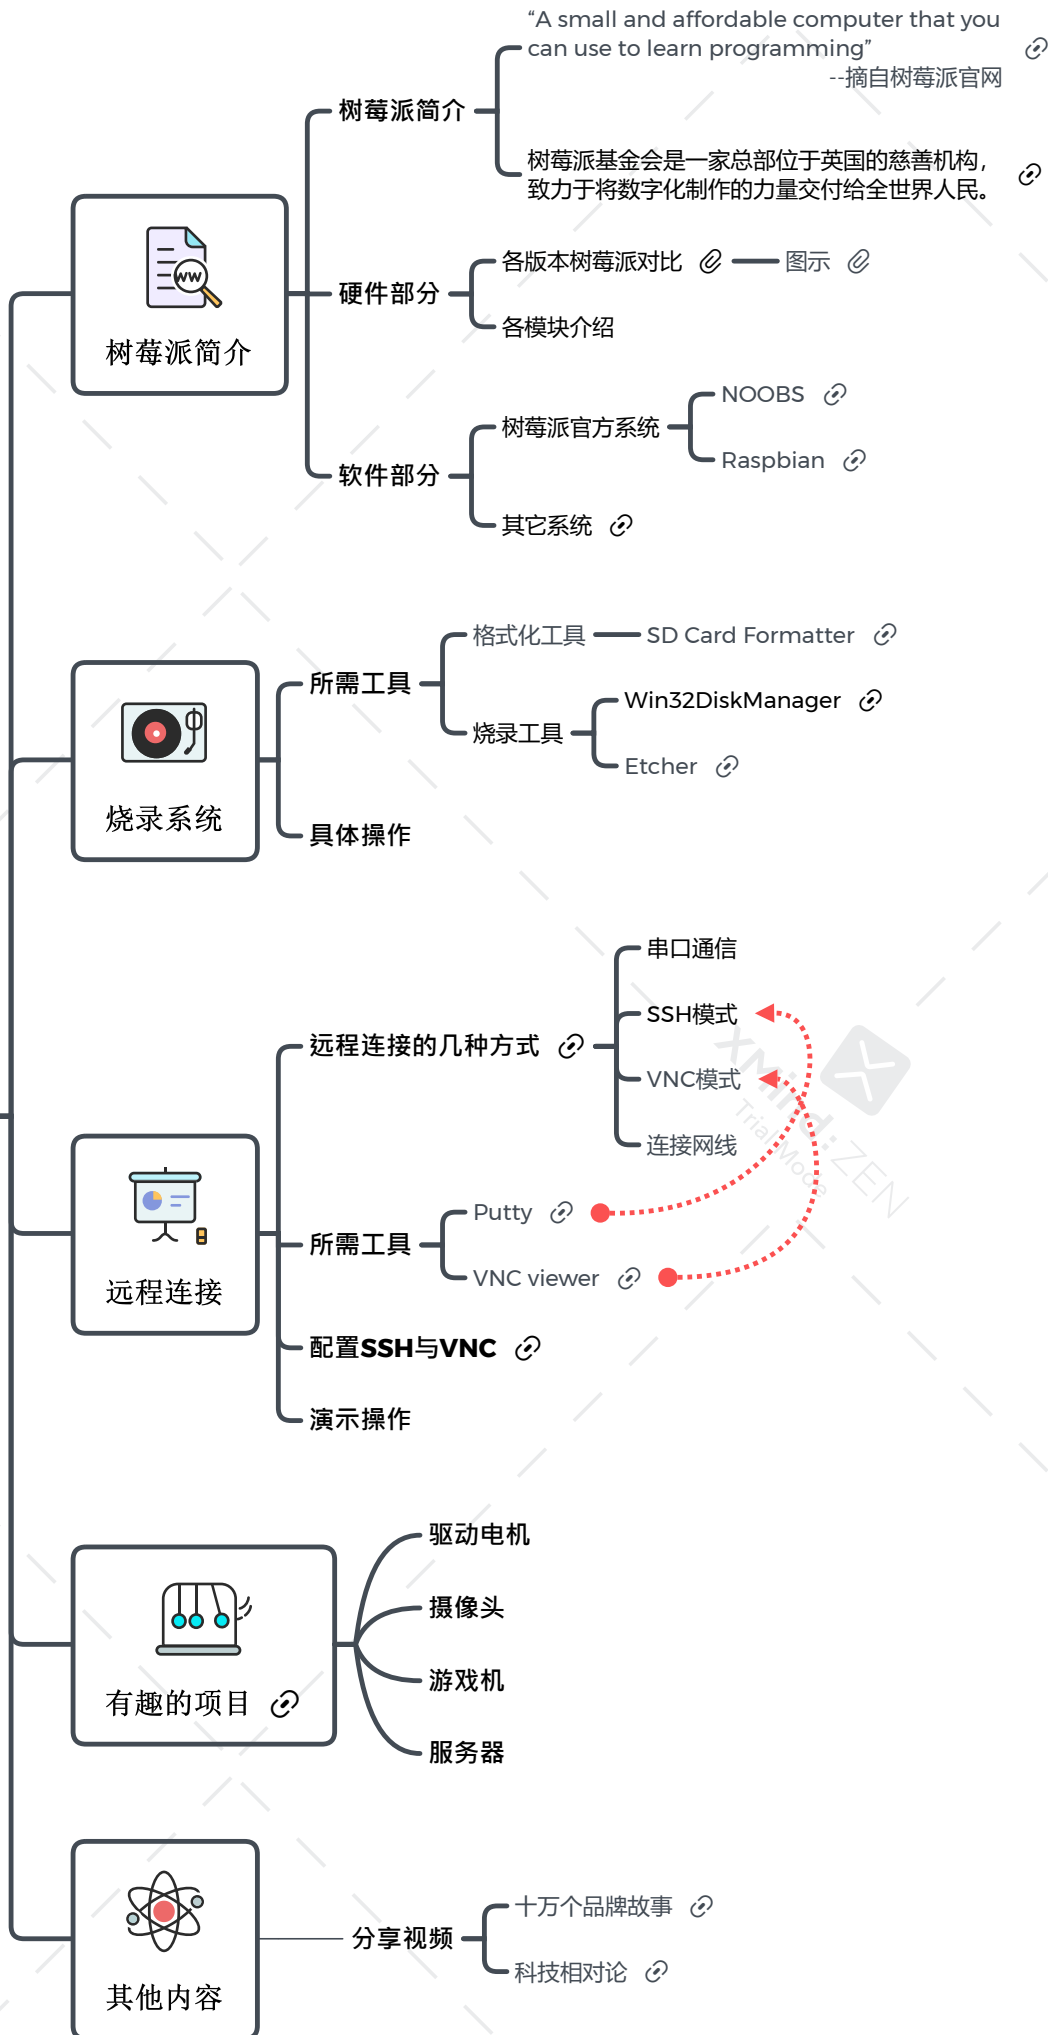 “A small and affordable computer that you
can use to learn programming”
--摘自树莓派官网
树莓派简介
树莓派基金会是一家总部位于英国的慈善机构，
致力于将数字化制作的力量交付给全世界人民。
WW
树莓派简介
硬件部分
各版本树莓派对比
图示
各模块介绍
软件部分
树莓派官方系统
NOOBS
Raspbian
其它系统
烧录系统
所需工具
格式化工具
SD Card Formatter
烧录工具
Win32DiskManager
Etcher
具体操作
远程连接
远程连接的几种方式
串口通信
SSH模式
VNC模式
连接网线
XMind:ZEN
Trial Mode
所需工具
Putty
VNC viewer
配置SSH与VNC
演示操作
有趣的项目
驱动电机
摄像头
游戏机
服务器
其他内容
分享视频
十万个品牌故事
科技相对论